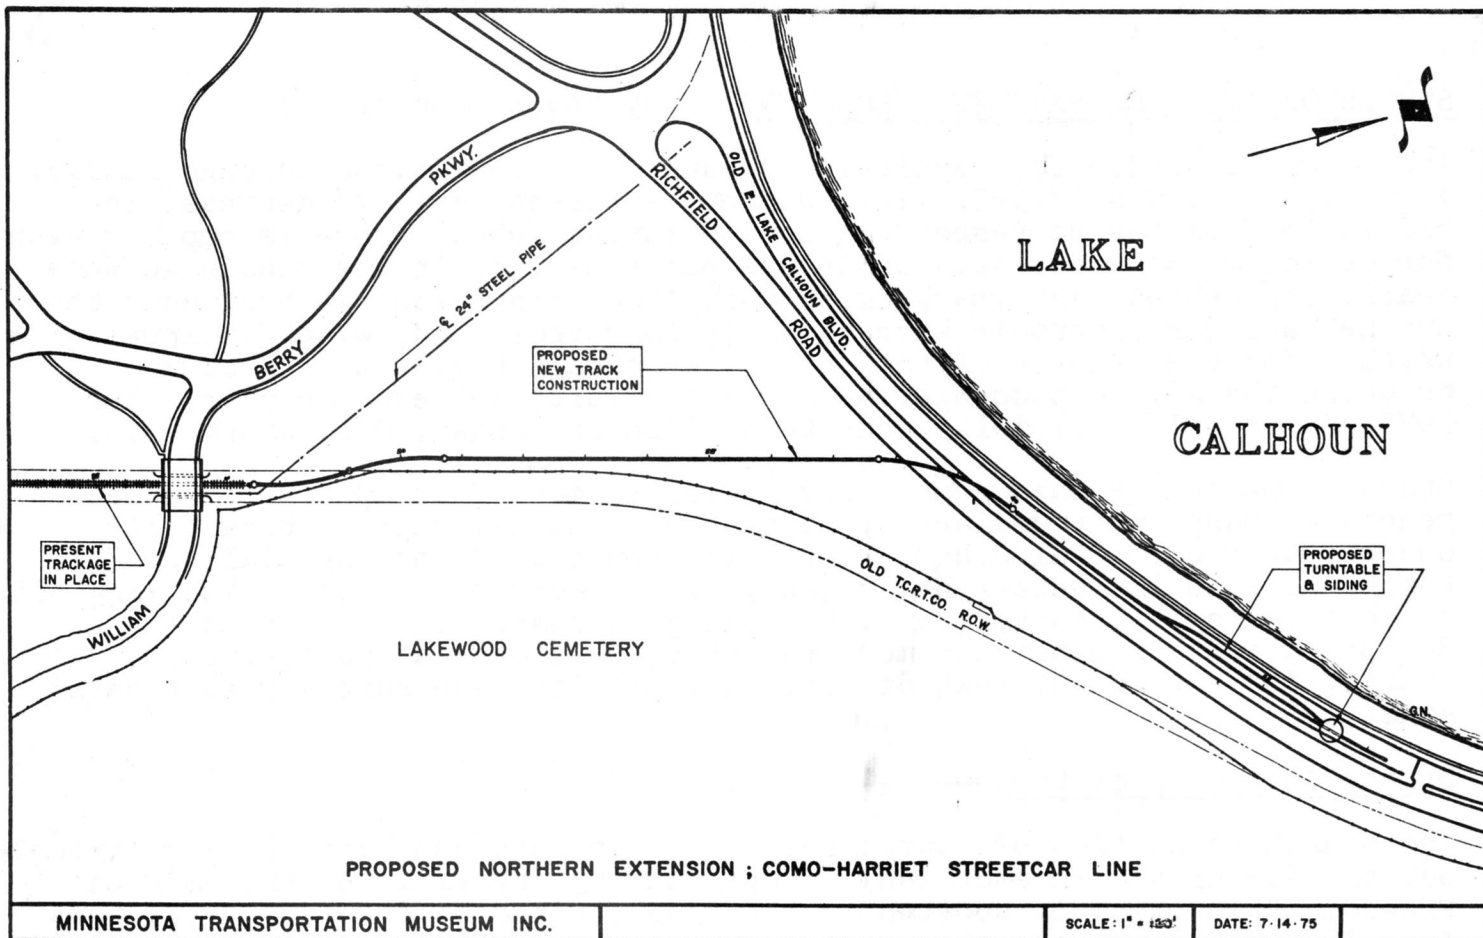 PKWY.
BERRY
RICHFIELD
ROAD
OLD E. LAKE CALHOUN BLVD.
LAKE
CALHOUN
℄ 24" STEEL PIPE
PROPOSED
NEW TRACK
CONSTRUCTION
PRESENT
TRACKAGE
IN PLACE
WILLIAM
LAKEWOOD CEMETERY
OLD T.C.R.T.CO. R.O.W.
PROPOSED
TURNTABLE
& SIDING
G.N.
PROPOSED NORTHERN EXTENSION ; COMO-HARRIET STREETCAR LINE
MINNESOTA TRANSPORTATION MUSEUM INC.
SCALE: 1" =
DATE: 7-14-75